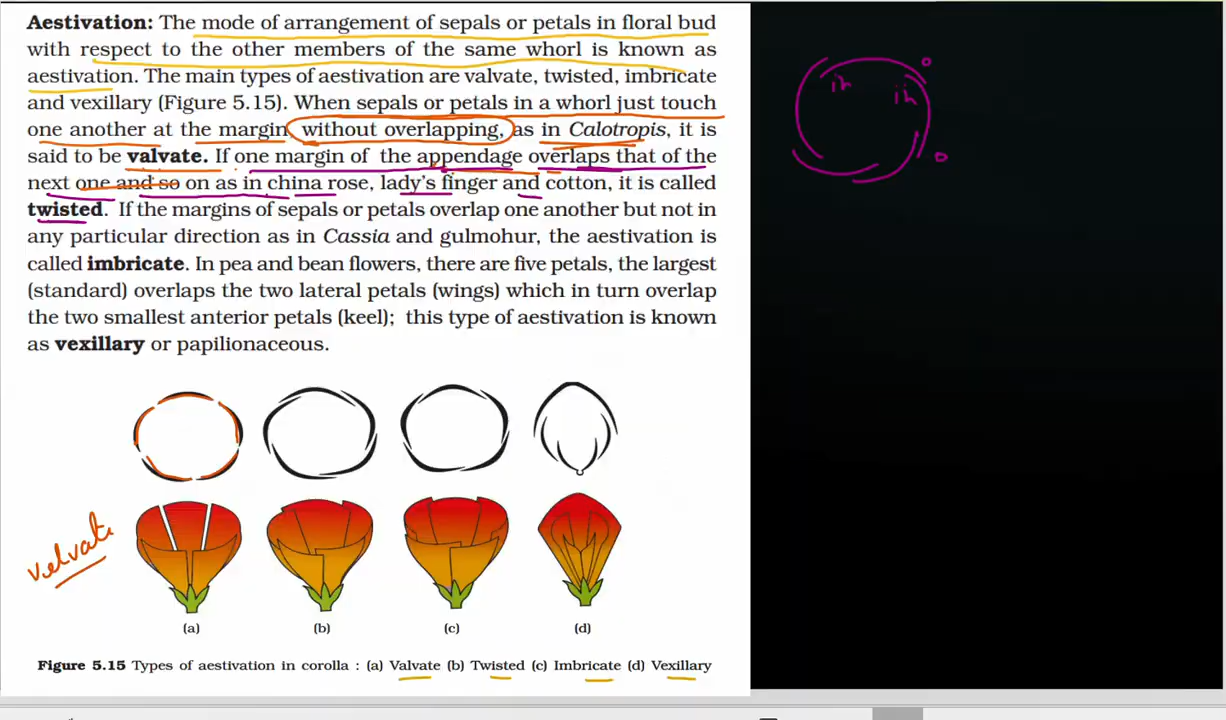 Aestivation: The mode of arrangement of sepals or petals in floral bud
with respect to the other members of the same whorl is known as
aestivation. The main types of aestivation are valvate, twisted, imbricate
and vexillary (Figure 5.15). When sepals or petals in a whorl just touch
one another at the margin, without overlapping, as in Calotropis, it is
said to be valvate. If one margin of the appendage overlaps that of the
next one and so on as in china rose, lady's finger and cotton, it is called
twisted. If the margins of sepals or petals overlap one another but not in
any particular direction as in Cassia and gulmohur, the aestivation is
called imbricate. In pea and bean flowers, there are five petals, the largest
(standard) overlaps the two lateral petals (wings) which in turn overlap
the two smallest anterior petals (keel); this type of aestivation is known
as vexillary or papilionaceous.
velvate
(a) (b) (c) (d)
Figure 5.15 Types of aestivation in corolla : (a) Valvate (b) Twisted (c) Imbricate (d) Vexillary
o
in
in
o